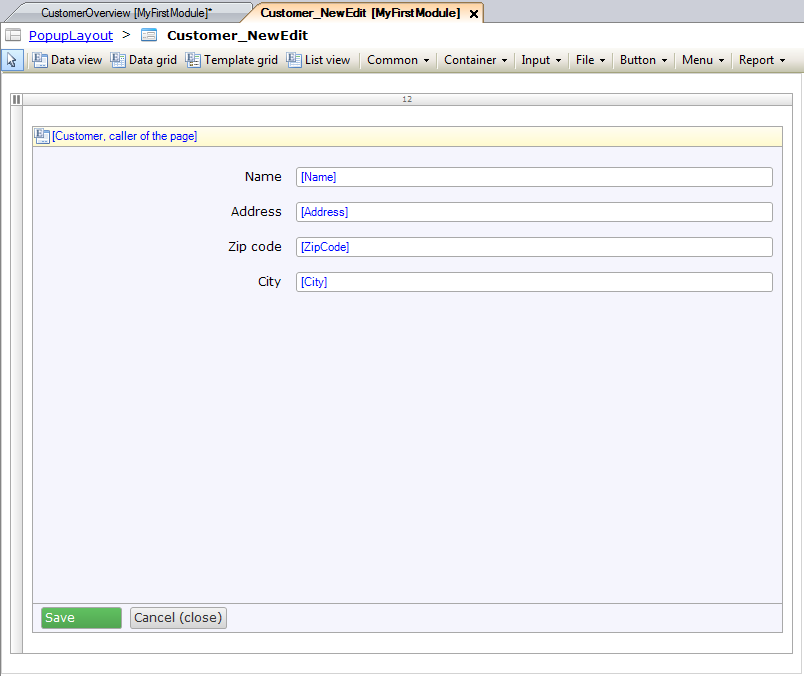 CustomerOverview [MyFirstModule]* Customer_NewEdit [MyFirstModule]
PopupLayout > Customer_NewEdit
Data view Data grid Template grid List view Common Container Input File Button Menu Report
12
[Customer, caller of the page]
Name [Name]
Address [Address]
Zip code [ZipCode]
City [City]
Save Cancel (close)